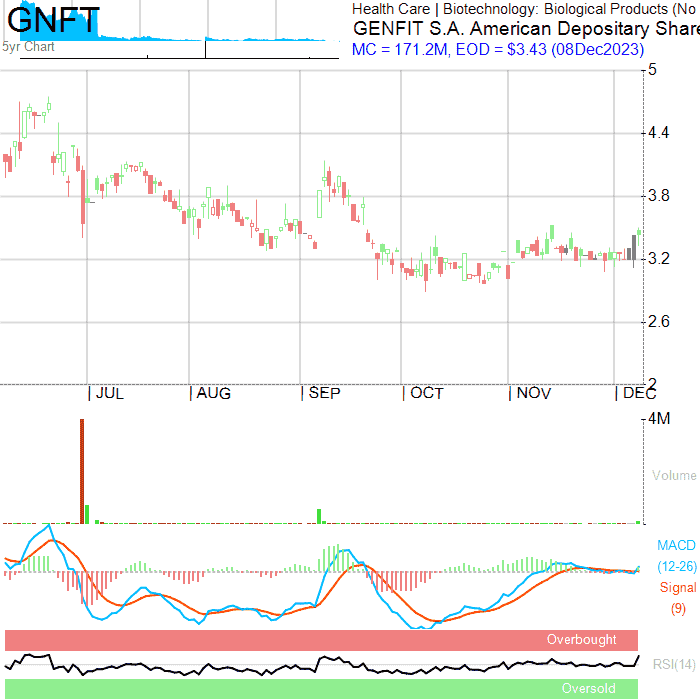 GNFT
5yr Chart
Health Care | Biotechnology: Biological Products (No
GENFIT S.A. American Depositary Share
MC = 171.2M, EOD = $3.43 (08Dec2023)
5
4.4
3.8
3.2
2.6
2
JUL AUG SEP OCT NOV DEC
4M
Volume
MACD
(12-26)
Signal
(9)
Overbought
RSI(14)
Oversold